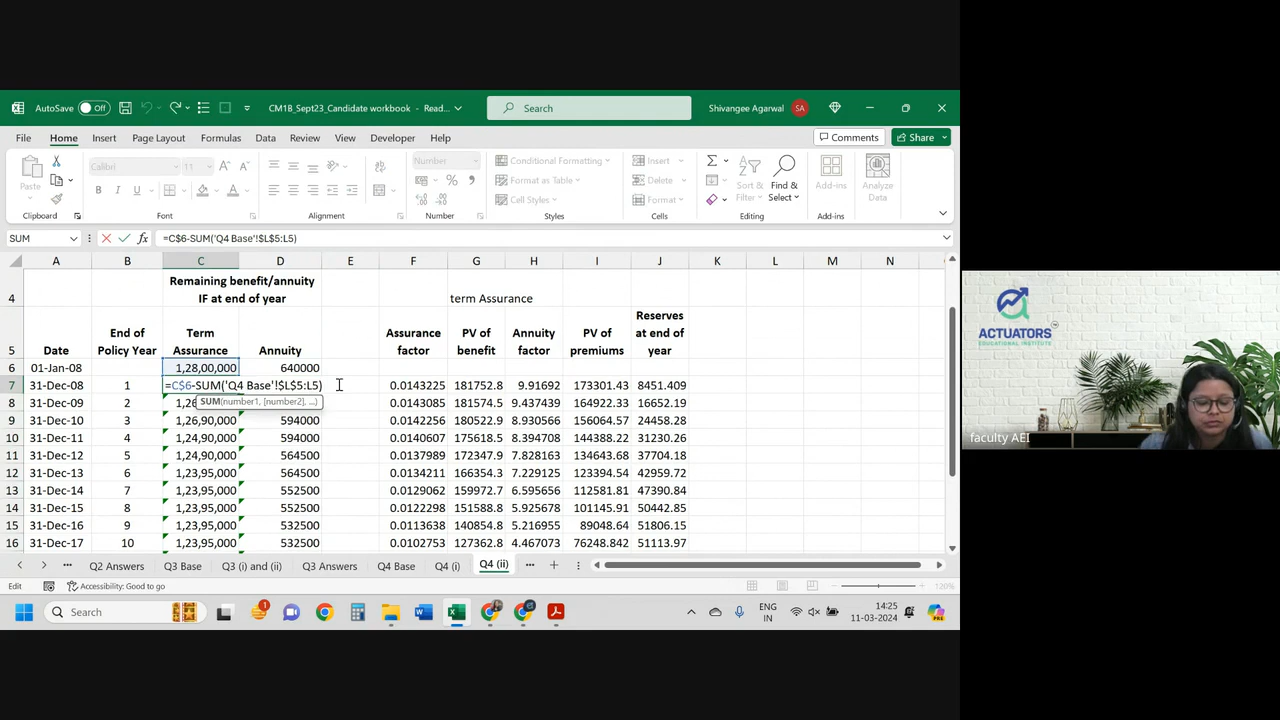 AutoSave Off CM1B_Sept23_Candidate workbook - Read... Search Shivangee Agarwal SA
File Home Insert Page Layout Formulas Data Review View Developer Help Comments Share
Paste Calibri 11 Number Conditional Formatting Insert Sort & Filter Find & Select Add-ins Analyze Data
B I U % Format as Table Delete
Cell Styles Format
Clipboard Font Alignment Number Styles Cells Editing Add-ins
SUM fx =C$6-SUM('Q4 Base'!$L$5:L5)
A B C D E F G H I J K L M N
Remaining benefit/annuity
4 IF at end of year term Assurance
Reserves
End of Term Assurance PV of Annuity PV of at end of
5 Date Policy Year Assurance Annuity factor benefit factor premiums year
6 01-Jan-08 1,28,00,000 640000
7 31-Dec-08 1 =C$6-SUM('Q4 Base'!$L$5:L5) 0.0143225 181752.8 9.91692 173301.43 8451.409
SUM(number1, [number2], ...)
8 31-Dec-09 2 0.0143085 181574.5 9.437439 164922.33 16652.19
9 31-Dec-10 3 1,26,90,000 594000 0.0142256 180522.9 8.930566 156064.57 24458.28
10 31-Dec-11 4 1,24,90,000 594000 0.0140607 175618.5 8.394708 144388.22 31230.26
11 31-Dec-12 5 1,24,90,000 564500 0.0137989 172347.9 7.828163 134643.68 37704.18
12 31-Dec-13 6 1,23,95,000 564500 0.0134211 166354.3 7.229125 123394.54 42959.72
13 31-Dec-14 7 1,23,95,000 552500 0.0129062 159972.7 6.595656 112581.81 47390.84
14 31-Dec-15 8 1,23,95,000 552500 0.0122298 151588.8 5.925678 101145.91 50442.85
15 31-Dec-16 9 1,23,95,000 532500 0.0113638 140854.8 5.216955 89048.64 51806.15
16 31-Dec-17 10 1,23,95,000 532500 0.0102753 127362.8 4.467073 76248.842 51113.97
... Q2 Answers Q3 Base Q3 (i) and (ii) Q3 Answers Q4 Base Q4 (i) Q4 (ii) ...
Edit Accessibility: Good to go 120%
Search 1 ENG IN 14:25 11-03-2024
ACTUATORS
EDUCATIONAL INSTITUTE
faculty AEI